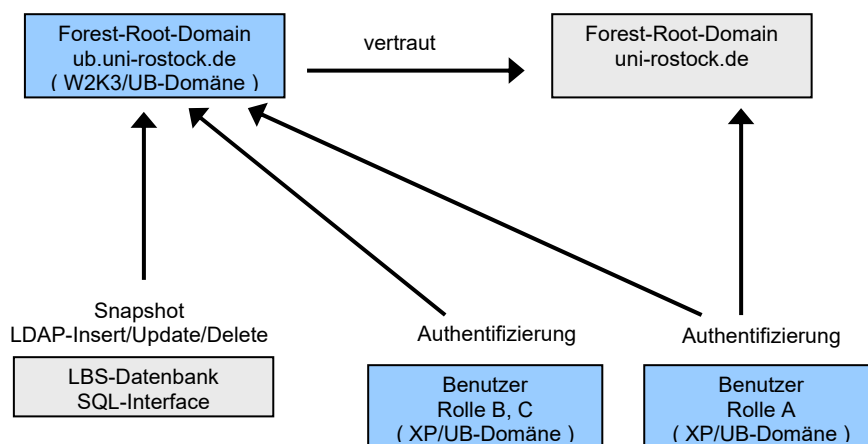 Forest-Root-Domain
ub.uni-rostock.de
( W2K3/UB-Domäne )
vertraut
Forest-Root-Domain
uni-rostock.de
Snapshot
LDAP-Insert/Update/Delete
LBS-Datenbank
SQL-Interface
Authentifizierung
Benutzer
Rolle B, C
( XP/UB-Domäne )
Authentifizierung
Benutzer
Rolle A
( XP/UB-Domäne )